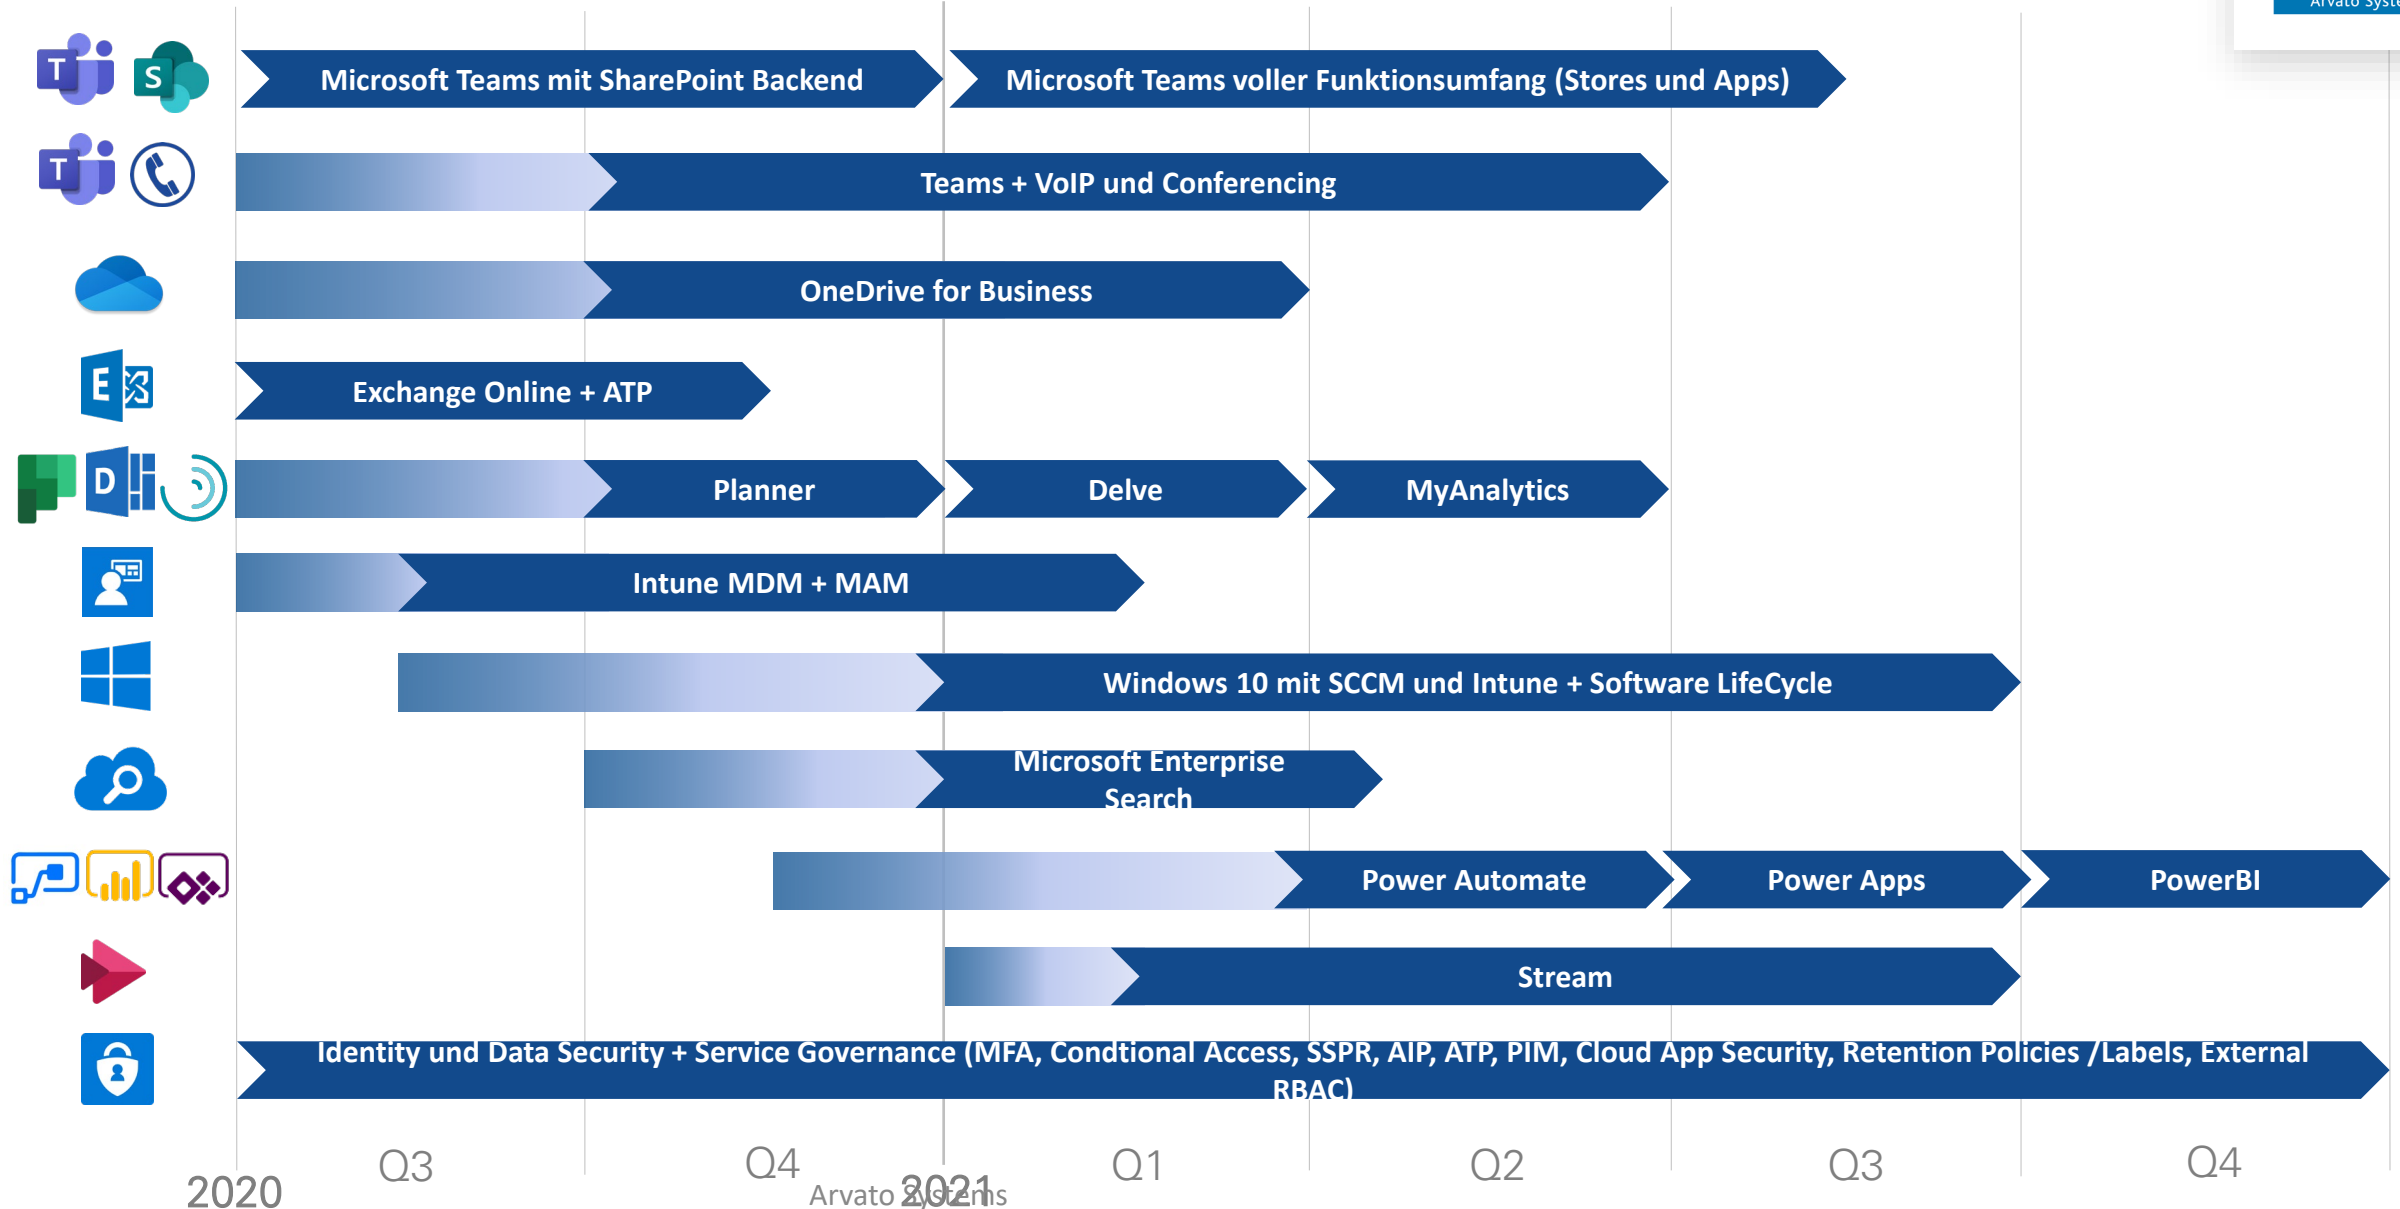 Arvato Syste
Microsoft Teams mit SharePoint Backend
Microsoft Teams voller Funktionsumfang (Stores und Apps)
Teams + VoIP und Conferencing
OneDrive for Business
Exchange Online + ATP
Planner
Delve
MyAnalytics
Intune MDM + MAM
Windows 10 mit SCCM und Intune + Software LifeCycle
Microsoft Enterprise
Search
Power Automate
Power Apps
PowerBI
Stream
Identity und Data Security + Service Governance (MFA, Condtional Access, SSPR, AIP, ATP, PIM, Cloud App Security, Retention Policies /Labels, External
RBAC)
Q3
Q4
Q1
Q2
Q3
Q4
2020
2021
Arvato Systems
T
S
T
E
D